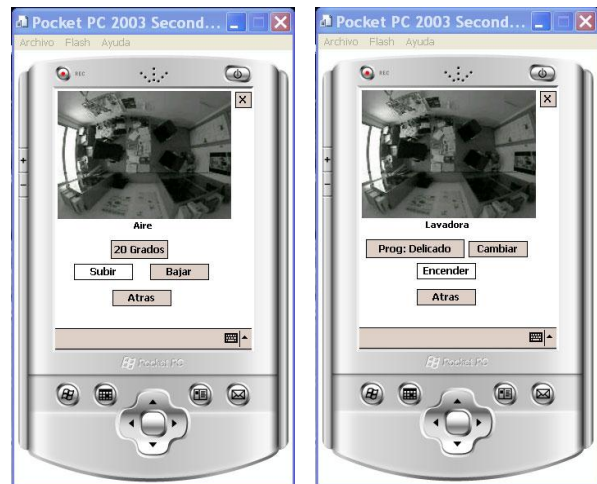 Pocket PC 2003 Second...
Archivo Flash Ayuda
REC
X
Aire
20 Grados
Subir Bajar
Atras
Pocket PC
Pocket PC 2003 Second...
Archivo Flash Ayuda
REC
X
Lavadora
Prog: Delicado Cambiar
Encender
Atras
Pocket PC